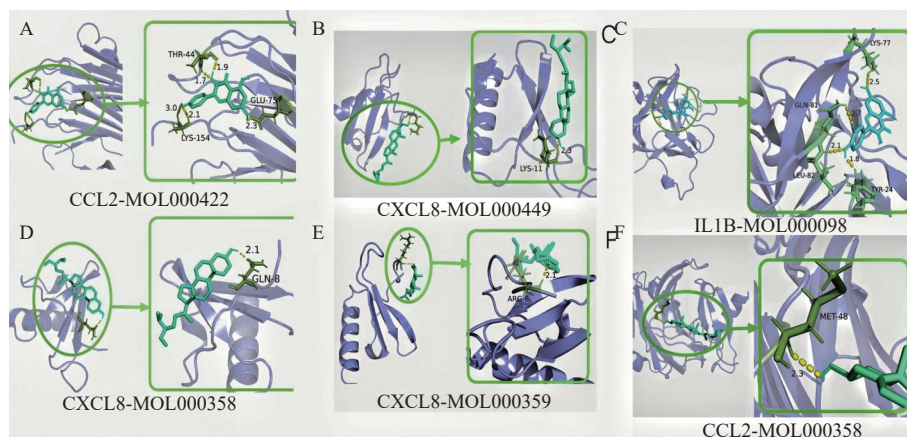 A
THR-44
1.9
1.7
GLU-75
3.0
2.1
2.3
LYS-154
CCL2-MOL000422
B
2.3
LYS-11
CXCL8-MOL000449
C
C
LYS-77
2.5
GLN-81
2.1
1.8
LEU-82
TYR-24
IL1B-MOL000098
D
2.1
GLN-8
CXCL8-MOL000358
E
2.1
ARG-6
CXCL8-MOL000359
F
F
MET-48
2.3
CCL2-MOL000358